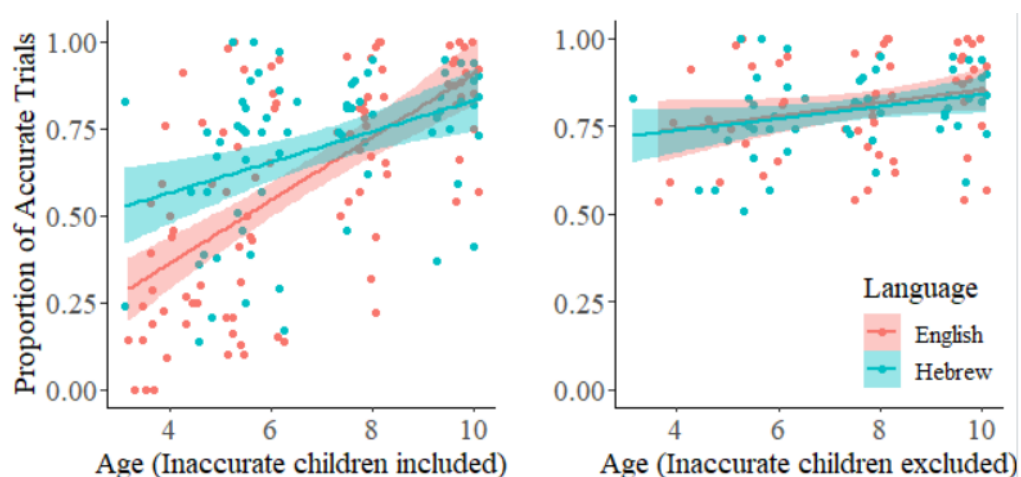 Proportion of Accurate Trials
1.00
0.75
0.50
0.25
0.00
4 6 8 10
Age (Inaccurate children included)
1.00
0.75
0.50
0.25
0.00
Language
English
Hebrew
4 6 8 10
Age (Inaccurate children excluded)